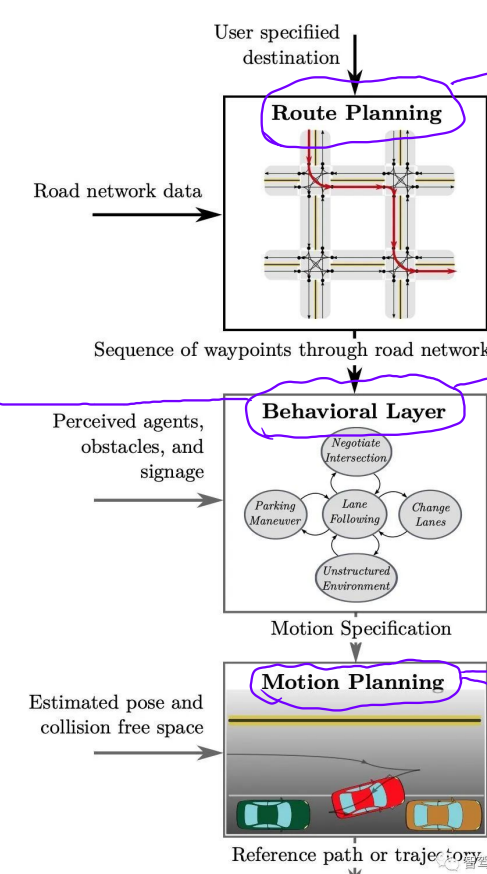 User specifiied
destination
Route Planning
Road network data
Sequence of waypoints through road network
Behavioral Layer
Perceived agents,
obstacles, and
signage
Negotiate
Intersection
Parking
Maneuver
Lane
Following
Change
Lanes
Unstructured
Environment
Motion Specification
Motion Planning
Estimated pose and
collision free space
Reference path or trajectory
智驾